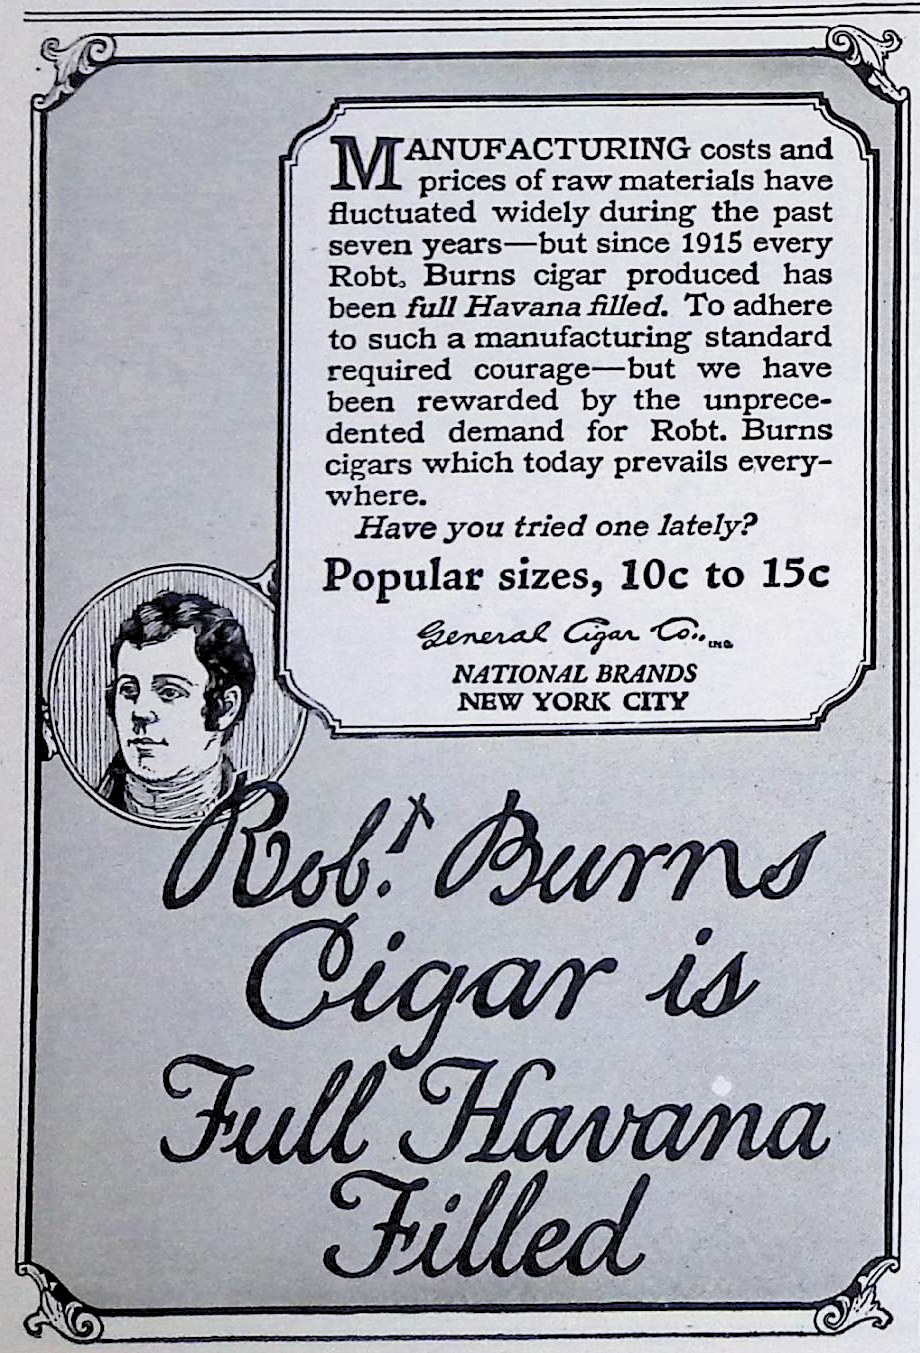 MANUFACTURING costs and
prices of raw materials have
fluctuated widely during the past
seven years—but since 1915 every
Robt. Burns cigar produced has
been full Havana filled. To adhere
to such a manufacturing standard
required courage—but we have
been rewarded by the unprece-
dented demand for Robt. Burns
cigars which today prevails every-
where.
Have you tried one lately?
Popular sizes, 10c to 15c
General Cigar Co., INC.
NATIONAL BRANDS
NEW YORK CITY
Robt. Burns
Cigar is
Full Havana
Filled